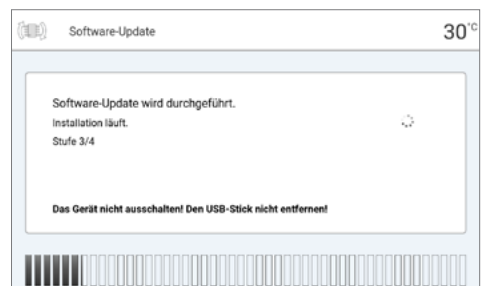 Software-Update
30°C
Software-Update wird durchgeführt.
Installation läuft.
Stufe 3/4
Das Gerät nicht ausschalten! Den USB-Stick nicht entfernen!